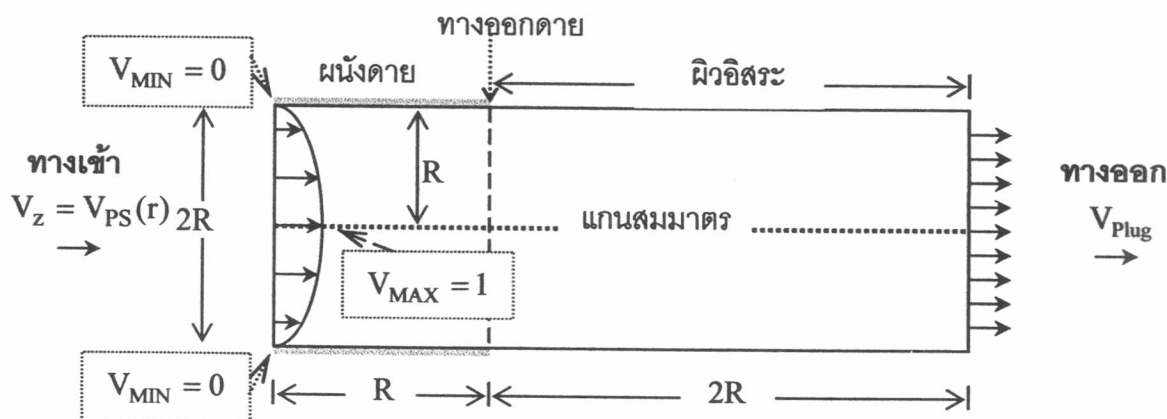 ทางออกดาย
V_MIN = 0
ผนังดาย
ผิวอิสระ
ทางเข้า
V_z = V_PS(r)
2R
R
แกนสมมาตร
ทางออก
V_Plug
V_MAX = 1
V_MIN = 0
R
2R